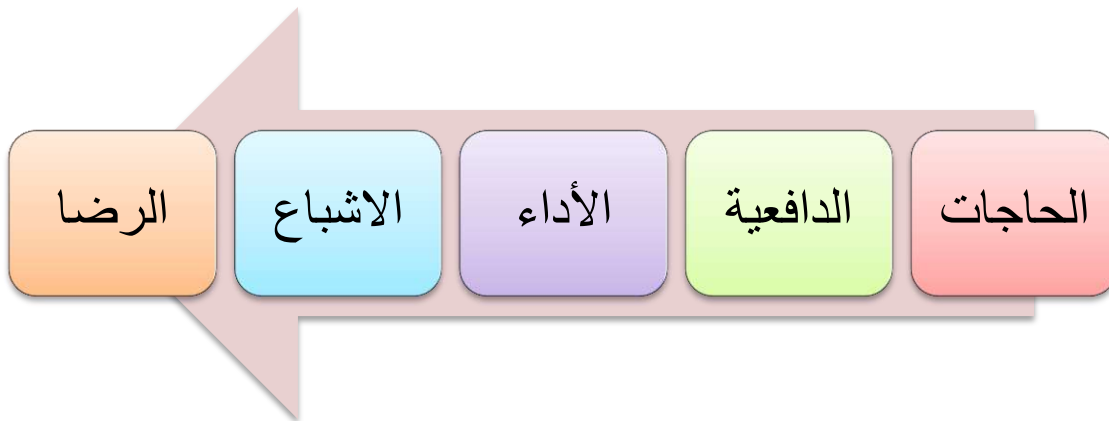 الحاجات
الدافعية
الأداء
الاشباع
الرضا